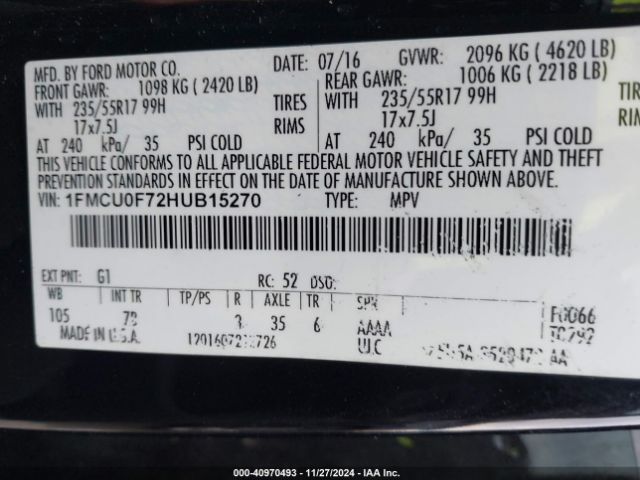 DATE: 07/16 GVWR: 2096 KG ( 4620 LB)
MFD. BY FORD MOTOR CO.
FRONT GAWR: 1098 KG ( 2420 LB) REAR GAWR: 1006 KG ( 2218 LB)
WITH 235/55R17 99H TIRES WITH 235/55R17 99H TIRES
17x7.5J RIMS 17x7.5J RIM
AT 240 kPa/ 35 PSI COLD AT 240 kPa/ 35 PSI COLD
THIS VEHICLE CONFORMS TO ALL APPLICABLE FEDERAL MOTOR VEHICLE SAFETY AND THEFT
PREVENTION STANDARDS IN EFFECT ON THE DATE OF MANUFACTURE SHOWN ABOVE.
VIN: 1FMCU0F72HUB15270 TYPE: MPV
EXT PNT: G1 RC: 52 DSO:
WB INT TR TP/PS R AXLE TR SPR
105 3 35 6 AAAA F0066
MADE IN U.S.A. ULC
000-40970493 - 11/27/2024 - IAA Inc.